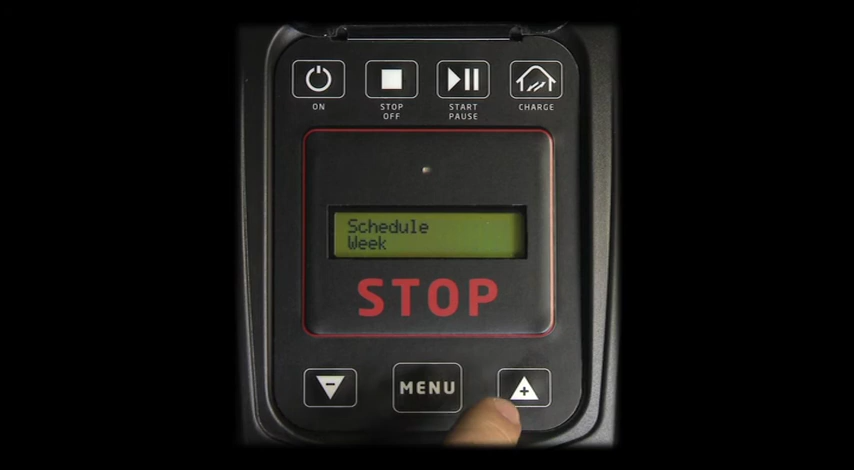 ON
STOP
OFF
START
PAUSE
CHARGE
Schedule
Week
STOP
-
MENU
+